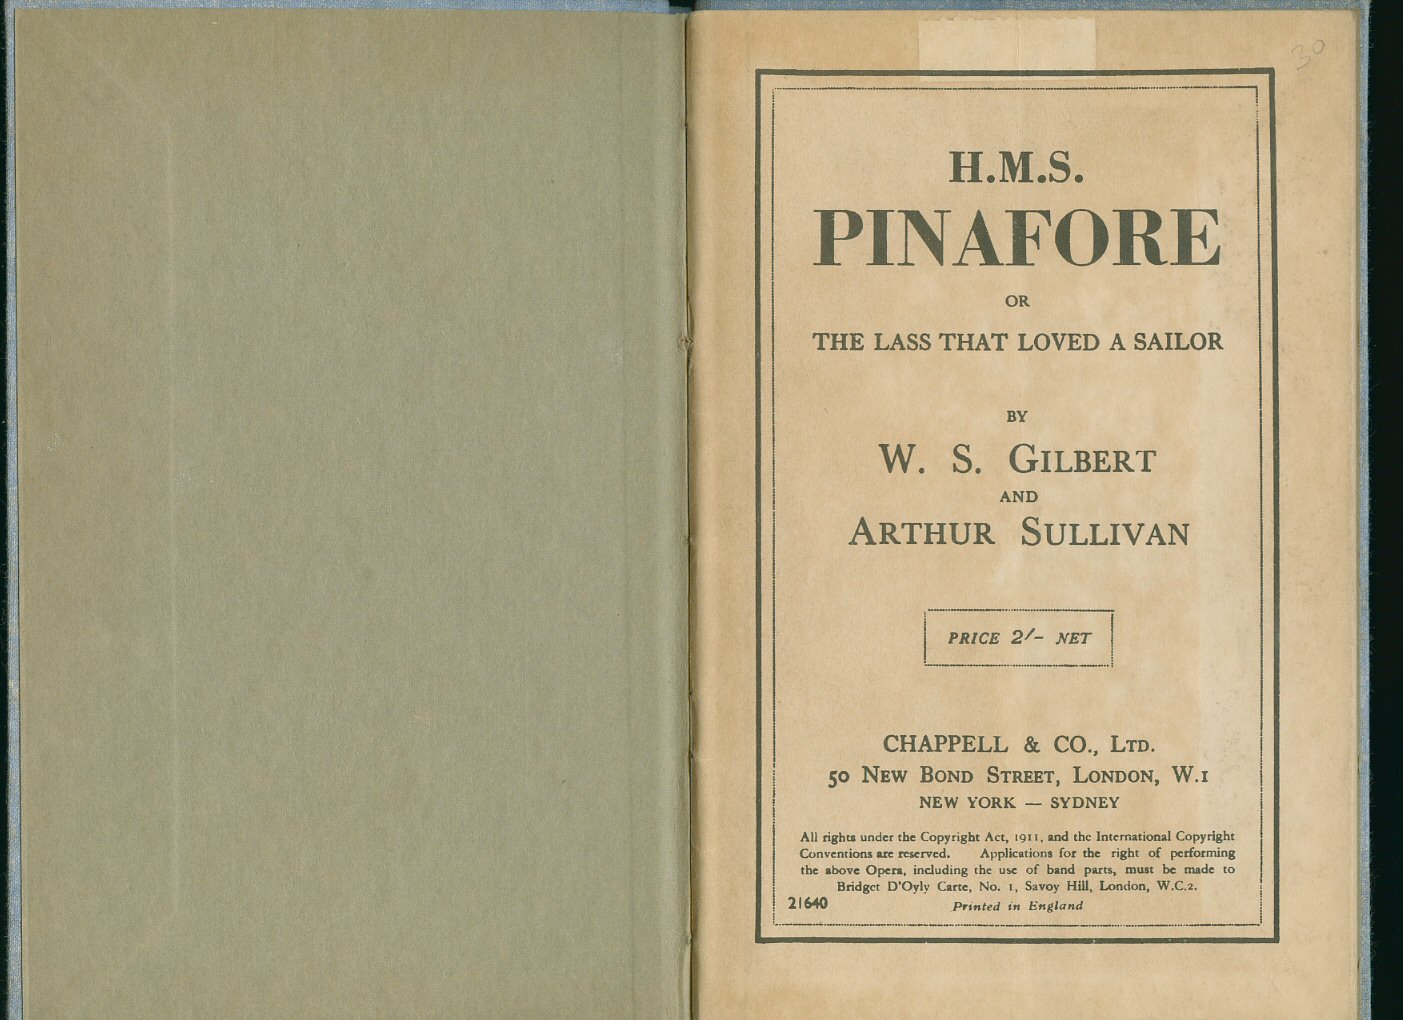 30
H.M.S.
PINAFORE
OR
THE LASS THAT LOVED A SAILOR
BY
W. S. GILBERT
AND
ARTHUR SULLIVAN
PRICE 2/- NET
CHAPPELL & CO., LTD.
50 NEW BOND STREET, LONDON, W.1
NEW YORK — SYDNEY
All rights under the Copyright Act, 1911, and the International Copyright
Conventions are reserved. Applications for the right of performing
the above Opera, including the use of band parts, must be made to
Bridget D'Oyly Carte, No. 1, Savoy Hill, London, W.C.2.
21640 Printed in England